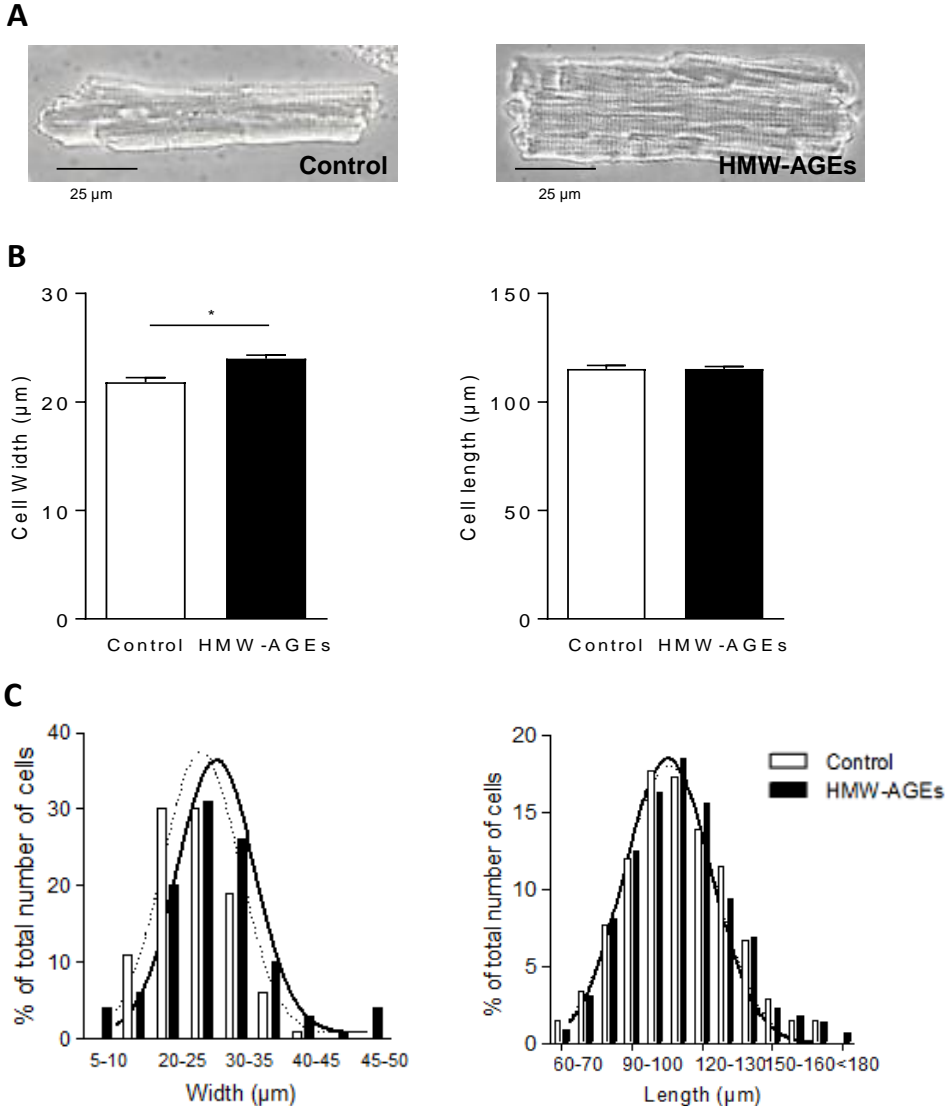 A
Control
HMW-AGEs
25 µm
25 µm
B
30
20
10
0
Cell Width (µm)
*
Control HMW-AGEs
150
100
50
0
Cell length (µm)
Control HMW-AGEs
C
40
30
20
10
0
% of total number of cells
5-10 20-25 30-35 40-45 45-50
Width (µm)
20
15
10
5
0
% of total number of cells
60-70 90-100 120-130150-160<180
Length (µm)
Control
HMW-AGEs